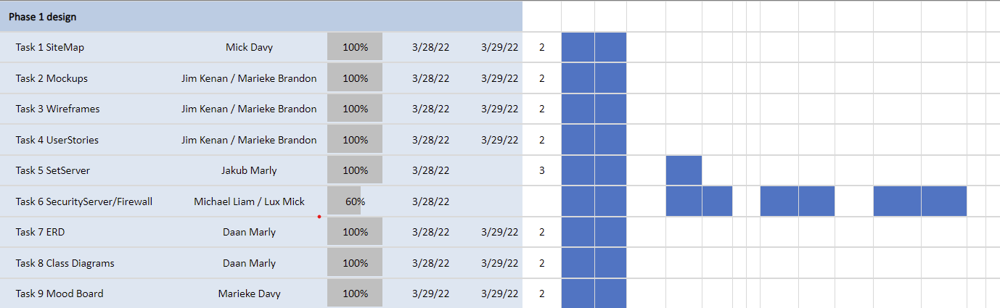 Phase 1 design
Task 1 SiteMap Mick Davy 100% 3/28/22 3/29/22 2
Task 2 Mockups Jim Kenan / Marieke Brandon 100% 3/28/22 3/29/22 2
Task 3 Wireframes Jim Kenan / Marieke Brandon 100% 3/28/22 3/29/22 2
Task 4 UserStories Jim Kenan / Marieke Brandon 100% 3/28/22 3/29/22 2
Task 5 SetServer Jakub Marly 100% 3/28/22 3
Task 6 SecurityServer/Firewall Michael Liam / Lux Mick 60% 3/28/22
Task 7 ERD Daan Marly 100% 3/28/22 3/29/22 2
Task 8 Class Diagrams Daan Marly 100% 3/28/22 3/29/22 2
Task 9 Mood Board Marieke Davy 100% 3/29/22 3/29/22 2